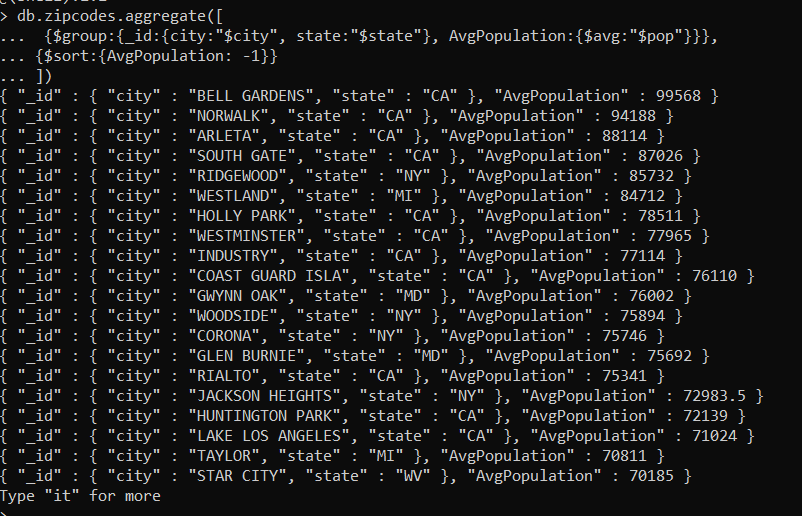 > db.zipcodes.aggregate([
... {$group:{_id:{city:"$city", state:"$state"}, AvgPopulation:{$avg:"$pop"}}},
... {$sort:{AvgPopulation: -1}}
... ])
{ "_id" : { "city" : "BELL GARDENS", "state" : "CA" }, "AvgPopulation" : 99568 }
{ "_id" : { "city" : "NORWALK", "state" : "CA" }, "AvgPopulation" : 94188 }
{ "_id" : { "city" : "ARLETA", "state" : "CA" }, "AvgPopulation" : 88114 }
{ "_id" : { "city" : "SOUTH GATE", "state" : "CA" }, "AvgPopulation" : 87026 }
{ "_id" : { "city" : "RIDGEWOOD", "state" : "NY" }, "AvgPopulation" : 85732 }
{ "_id" : { "city" : "WESTLAND", "state" : "MI" }, "AvgPopulation" : 84712 }
{ "_id" : { "city" : "HOLLY PARK", "state" : "CA" }, "AvgPopulation" : 78511 }
{ "_id" : { "city" : "WESTMINSTER", "state" : "CA" }, "AvgPopulation" : 77965 }
{ "_id" : { "city" : "INDUSTRY", "state" : "CA" }, "AvgPopulation" : 77114 }
{ "_id" : { "city" : "COAST GUARD ISLA", "state" : "CA" }, "AvgPopulation" : 76110 }
{ "_id" : { "city" : "GWYNN OAK", "state" : "MD" }, "AvgPopulation" : 76002 }
{ "_id" : { "city" : "WOODSIDE", "state" : "NY" }, "AvgPopulation" : 75894 }
{ "_id" : { "city" : "CORONA", "state" : "NY" }, "AvgPopulation" : 75746 }
{ "_id" : { "city" : "GLEN BURNIE", "state" : "MD" }, "AvgPopulation" : 75692 }
{ "_id" : { "city" : "RIALTO", "state" : "CA" }, "AvgPopulation" : 75341 }
{ "_id" : { "city" : "JACKSON HEIGHTS", "state" : "NY" }, "AvgPopulation" : 72983.5 }
{ "_id" : { "city" : "HUNTINGTON PARK", "state" : "CA" }, "AvgPopulation" : 72139 }
{ "_id" : { "city" : "LAKE LOS ANGELES", "state" : "CA" }, "AvgPopulation" : 71024 }
{ "_id" : { "city" : "TAYLOR", "state" : "MI" }, "AvgPopulation" : 70811 }
{ "_id" : { "city" : "STAR CITY", "state" : "WV" }, "AvgPopulation" : 70185 }
Type "it" for more